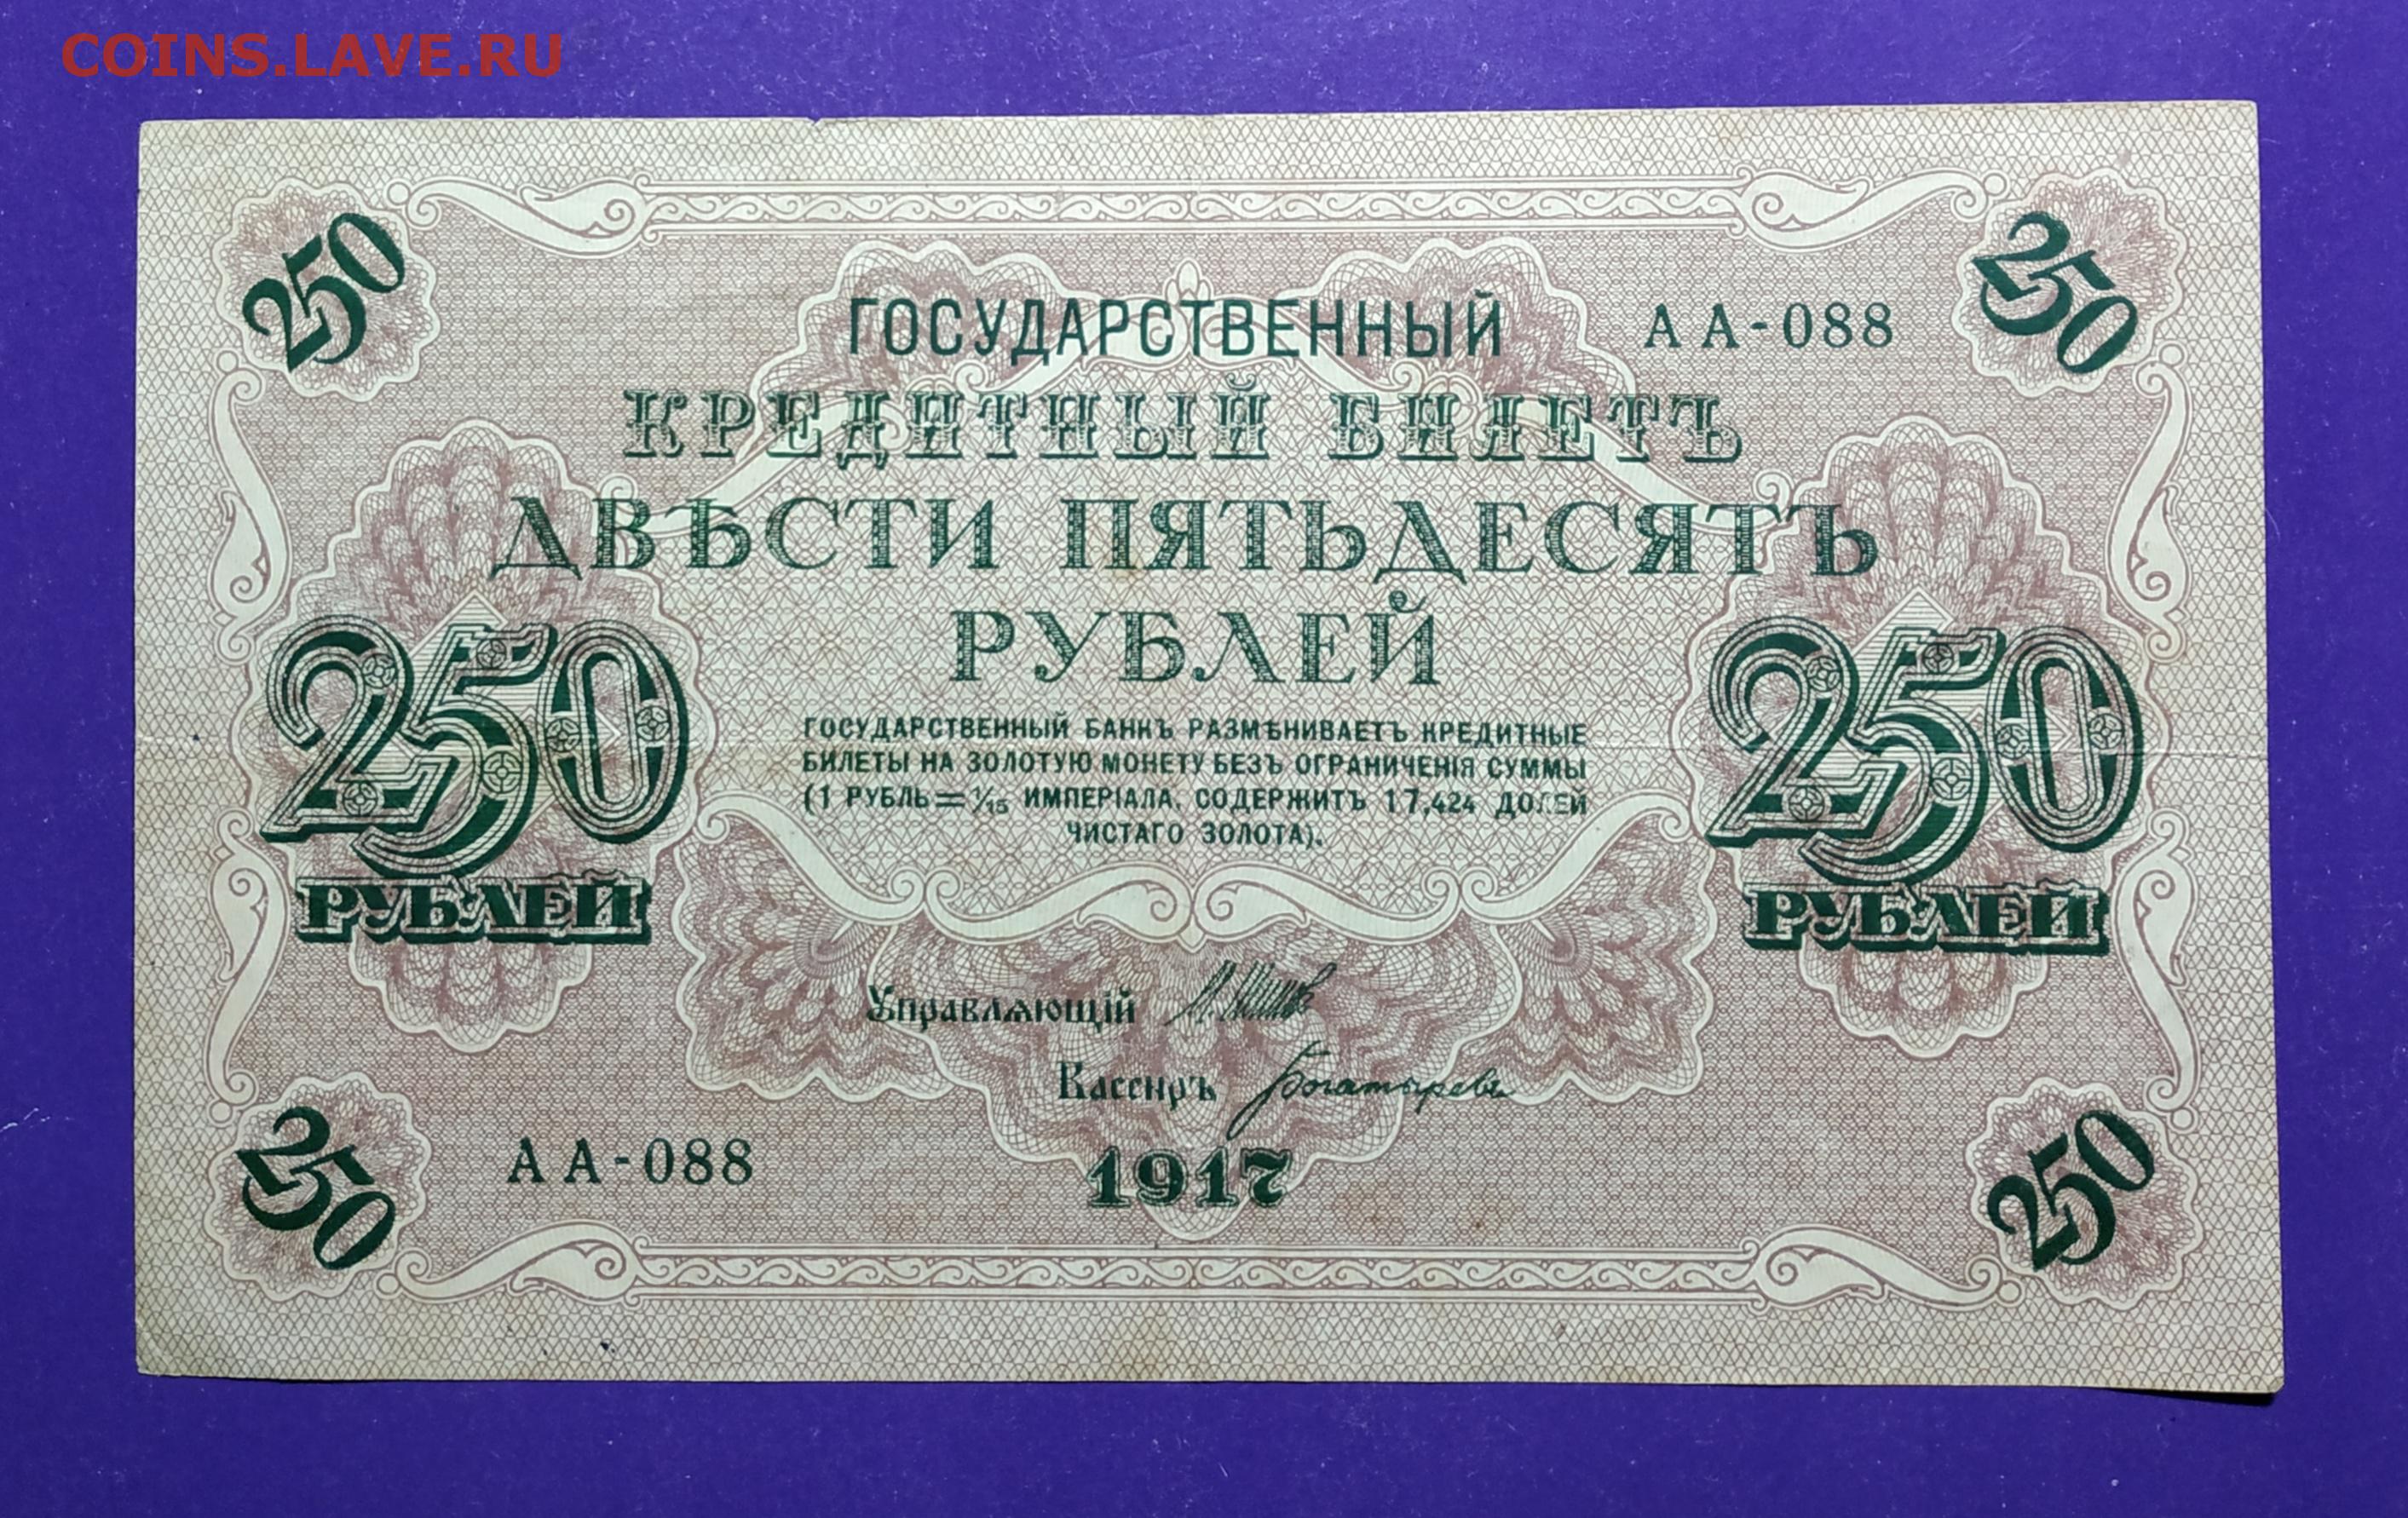 COINS.LAVE.RU
250
250
ГОСУДАРСТВЕННЫЙ
АА-088
КРЕДИТНЫЙ БИЛЕТЪ
ДВѢСТИ ПЯТЬДЕСЯТЪ
РУБЛЕЙ
250
РУБЛЕЙ
250
РУБЛЕЙ
ГОСУДАРСТВЕННЫЙ БАНКЪ РАЗМѢНИВАЕТЪ КРЕДИТНЫЕ
БИЛЕТЫ НА ЗОЛОТУЮ МОНЕТУ БЕЗЪ ОГРАНИЧЕНІЯ СУММЫ
(1 РУБЛЬ=1/15 ИМПЕРІАЛА, СОДЕРЖИТЪ 17,424 ДОЛЕЙ
ЧИСТАГО ЗОЛОТА).
Управляющій И. Шипов
Кассиръ Богатыревъ
АА-088
1917
250
250